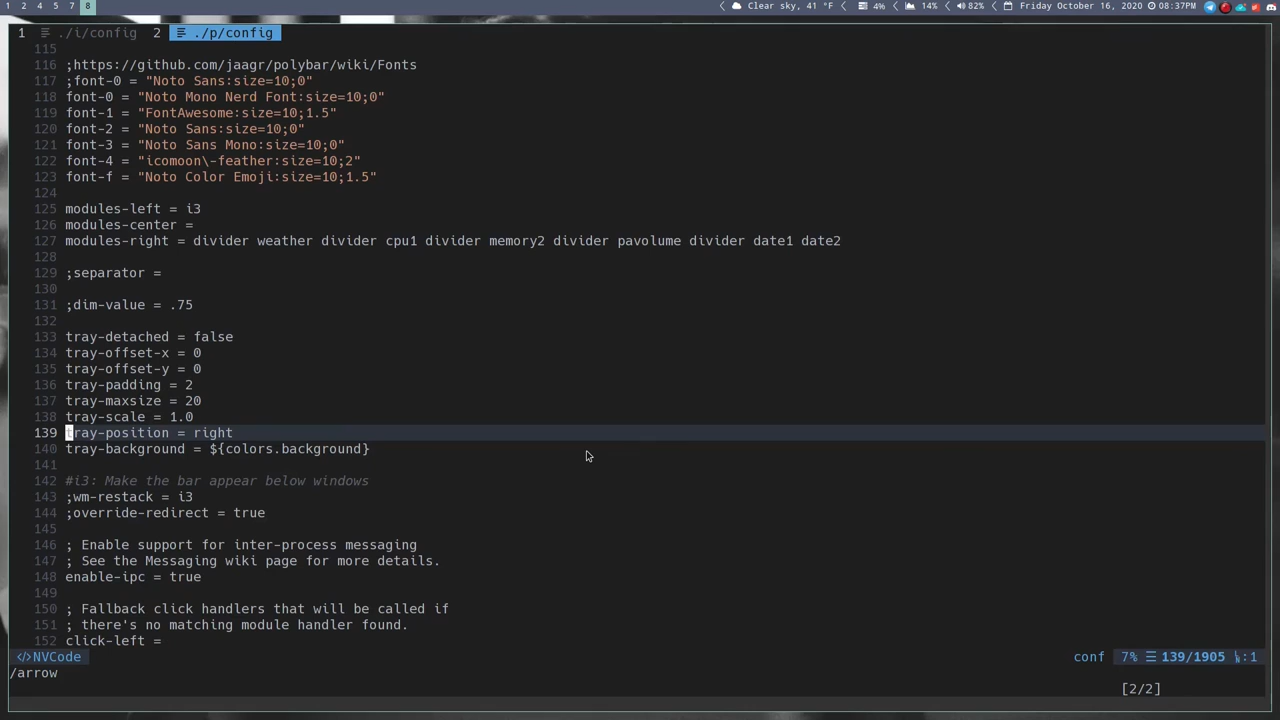 1 2 4 5 7 8 Clear sky, 41 °F 4% 14% 82% Friday October 16, 2020 08:37PM
1 ./i/config 2 ./p/config
115
116 ;https://github.com/jaagr/polybar/wiki/Fonts
117 ;font-0 = "Noto Sans:size=10;0"
118 font-0 = "Noto Mono Nerd Font:size=10;0"
119 font-1 = "FontAwesome:size=10;1.5"
120 font-2 = "Noto Sans:size=10;0"
121 font-3 = "Noto Sans Mono:size=10;0"
122 font-4 = "icomoon\-feather:size=10;2"
123 font-f = "Noto Color Emoji:size=10;1.5"
124
125 modules-left = i3
126 modules-center =
127 modules-right = divider weather divider cpu1 divider memory2 divider pavolume divider date1 date2
128
129 ;separator =
130
131 ;dim-value = .75
132
133 tray-detached = false
134 tray-offset-x = 0
135 tray-offset-y = 0
136 tray-padding = 2
137 tray-maxsize = 20
138 tray-scale = 1.0
139 tray-position = right
140 tray-background = ${colors.background}
141
142 #i3: Make the bar appear below windows
143 ;wm-restack = i3
144 ;override-redirect = true
145
146 ; Enable support for inter-process messaging
147 ; See the Messaging wiki page for more details.
148 enable-ipc = true
149
150 ; Fallback click handlers that will be called if
151 ; there's no matching module handler found.
152 click-left =
</>NVCode conf 7% ☰ 139/1905 :1
/arrow
[2/2]